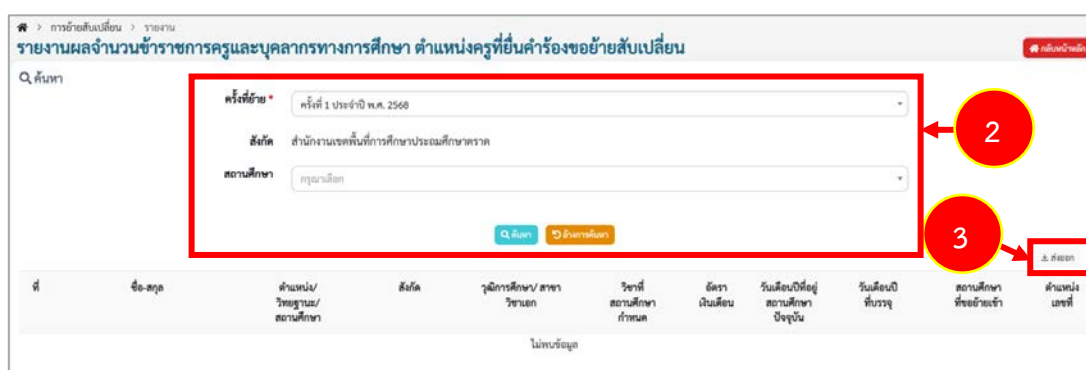 การย้ายสับเปลี่ยน > รายงาน
รายงานผลจำนวนข้าราชการครูและบุคลากรทางการศึกษา ตำแหน่งครูที่ยื่นคำร้องขอย้ายสับเปลี่ยน
กลับหน้าหลัก
ค้นหา
ครั้งที่ย้าย * ครั้งที่ 1 ประจำปี พ.ศ. 2568
2
สังกัด สำนักงานเขตพื้นที่การศึกษาประถมศึกษาตราด
สถานศึกษา กรุณาเลือก
ค้นหา ล้างการค้นหา
3
ส่งออก
ที่ ชื่อ-สกุล ตำแหน่ง/ สังกัด วุฒิการศึกษา/ สาขา วิชาที่ อัตรา วันเดือนปีที่อยู่ วันเดือนปี สถานศึกษา ตำแหน่ง
วิทยฐานะ/ วิชาเอก สถานศึกษา เงินเดือน สถานศึกษา ที่บรรจุ ที่ขอย้ายเข้า เลขที่
สถานศึกษา กำหนด ปัจจุบัน
ไม่พบข้อมูล